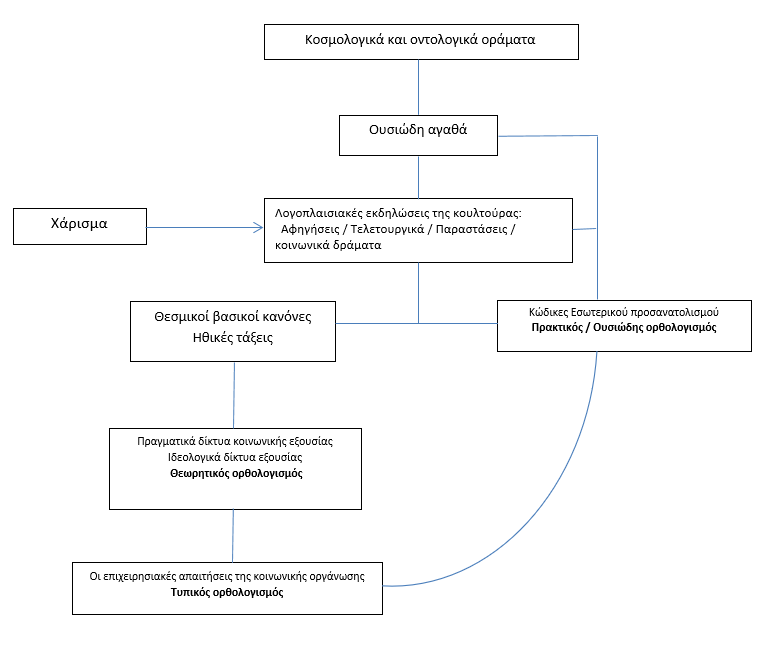 Κοσμολογικά και οντολογικά οράματα
Ουσιώδη αγαθά
Χάρισμα
Λογοπλαισιακές εκδηλώσεις της κουλτούρας:
Αφηγήσεις / Τελετουργικά / Παραστάσεις /
κοινωνικά δράματα
Θεσμικοί βασικοί κανόνες
Ηθικές τάξεις
Κώδικες Εσωτερικού προσανατολισμού
Πρακτικός / Ουσιώδης ορθολογισμός
Πραγματικά δίκτυα κοινωνικής εξουσίας
Ιδεολογικά δίκτυα εξουσίας
Θεωρητικός ορθολογισμός
Οι επιχειρησιακές απαιτήσεις της κοινωνικής οργάνωσης
Τυπικός ορθολογισμός